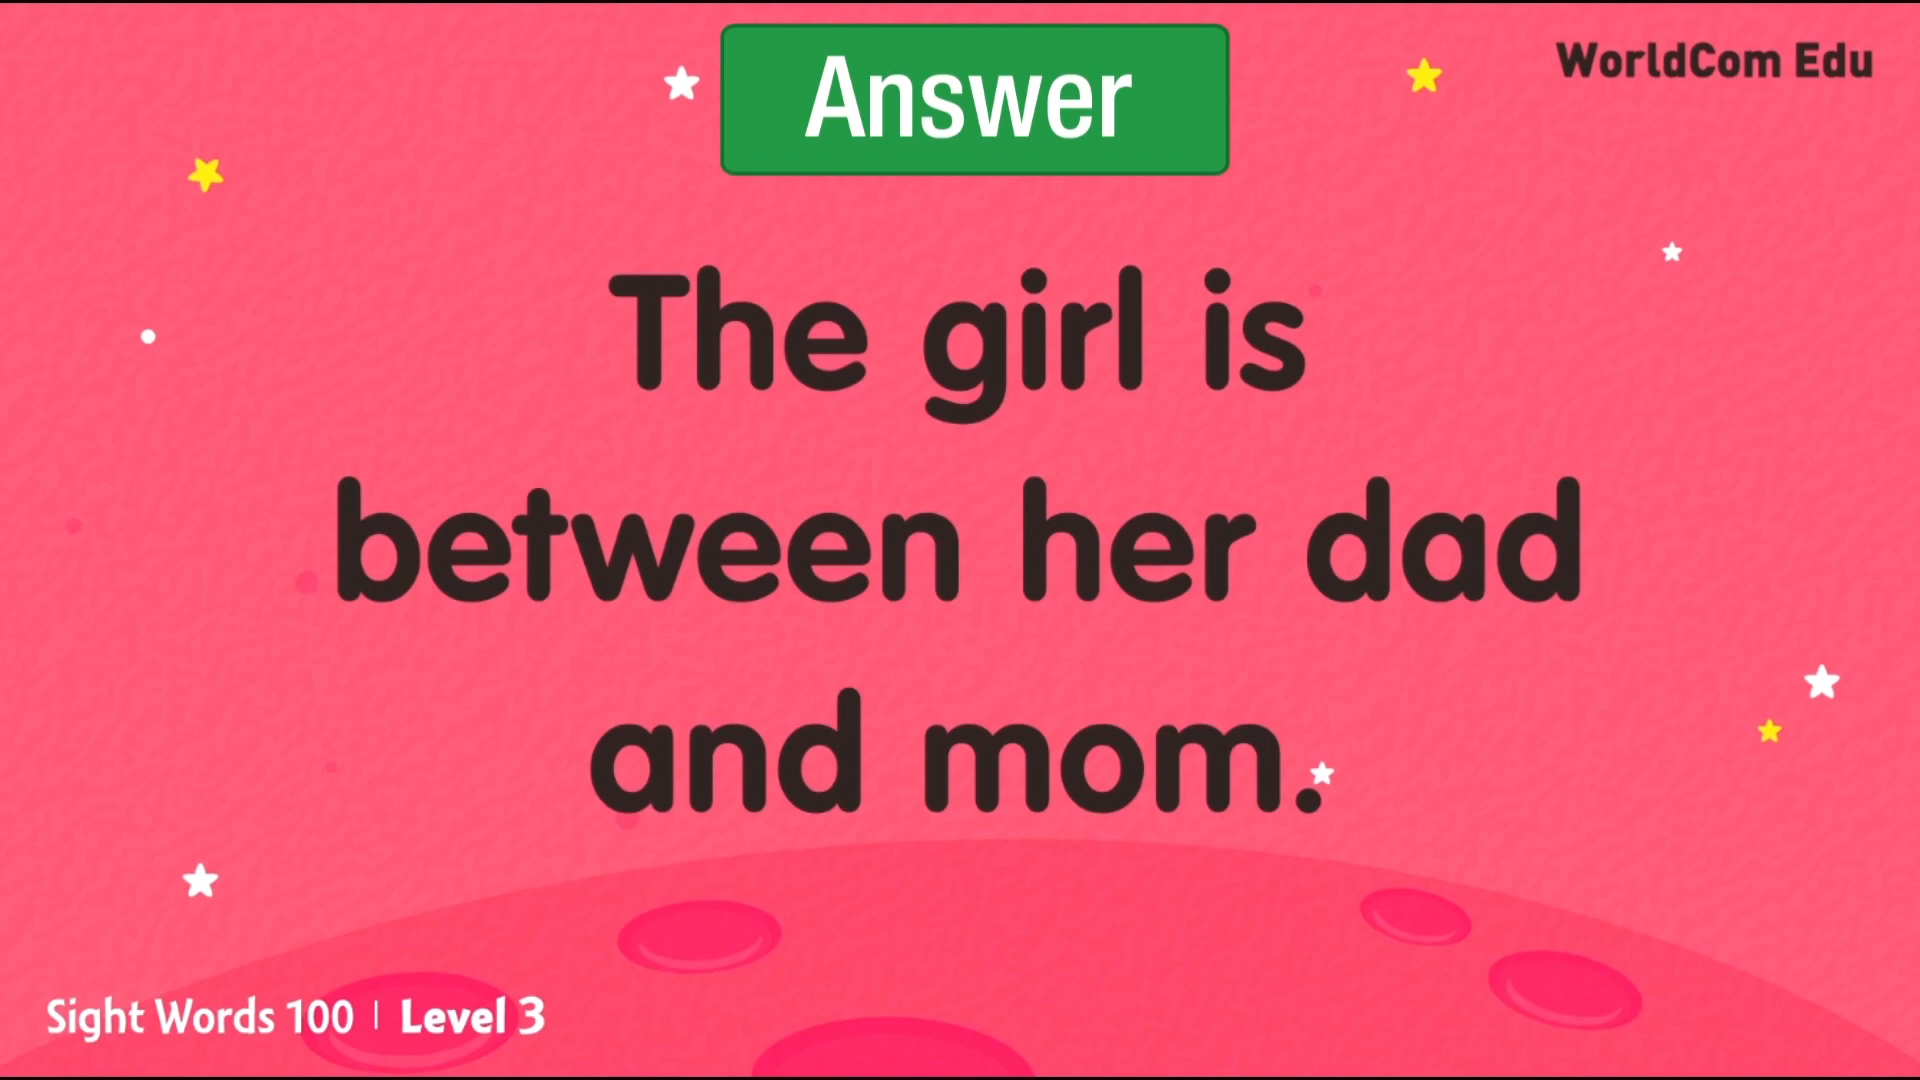 Answer
WorldCom Edu
The girl is
between her dad
and mom.
Sight Words 100 | Level 3